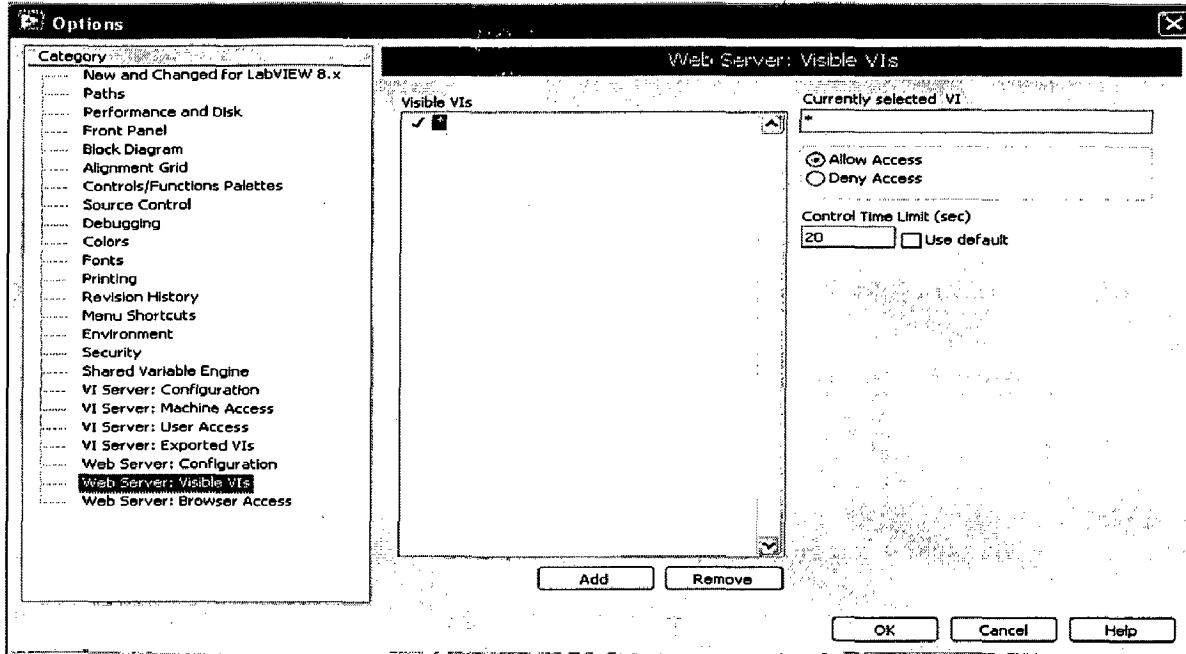 Options
Category
New and Changed for LabVIEW 8.x
Paths
Performance and Disk
Front Panel
Block Diagram
Alignment Grid
Controls/Functions Palettes
Source Control
Debugging
Colors
Fonts
Printing
Revision History
Menu Shortcuts
Environment
Security
Shared Variable Engine
VI Server: Configuration
VI Server: Machine Access
VI Server: User Access
VI Server: Exported VIs
Web Server: Configuration
Web Server: Visible VIs
Web Server: Browser Access
Web Server: Visible VIs
Visible VIs
*
Add
Remove
Currently selected VI
*
Allow Access
Deny Access
Control Time Limit (sec)
20
Use default
OK
Cancel
Help